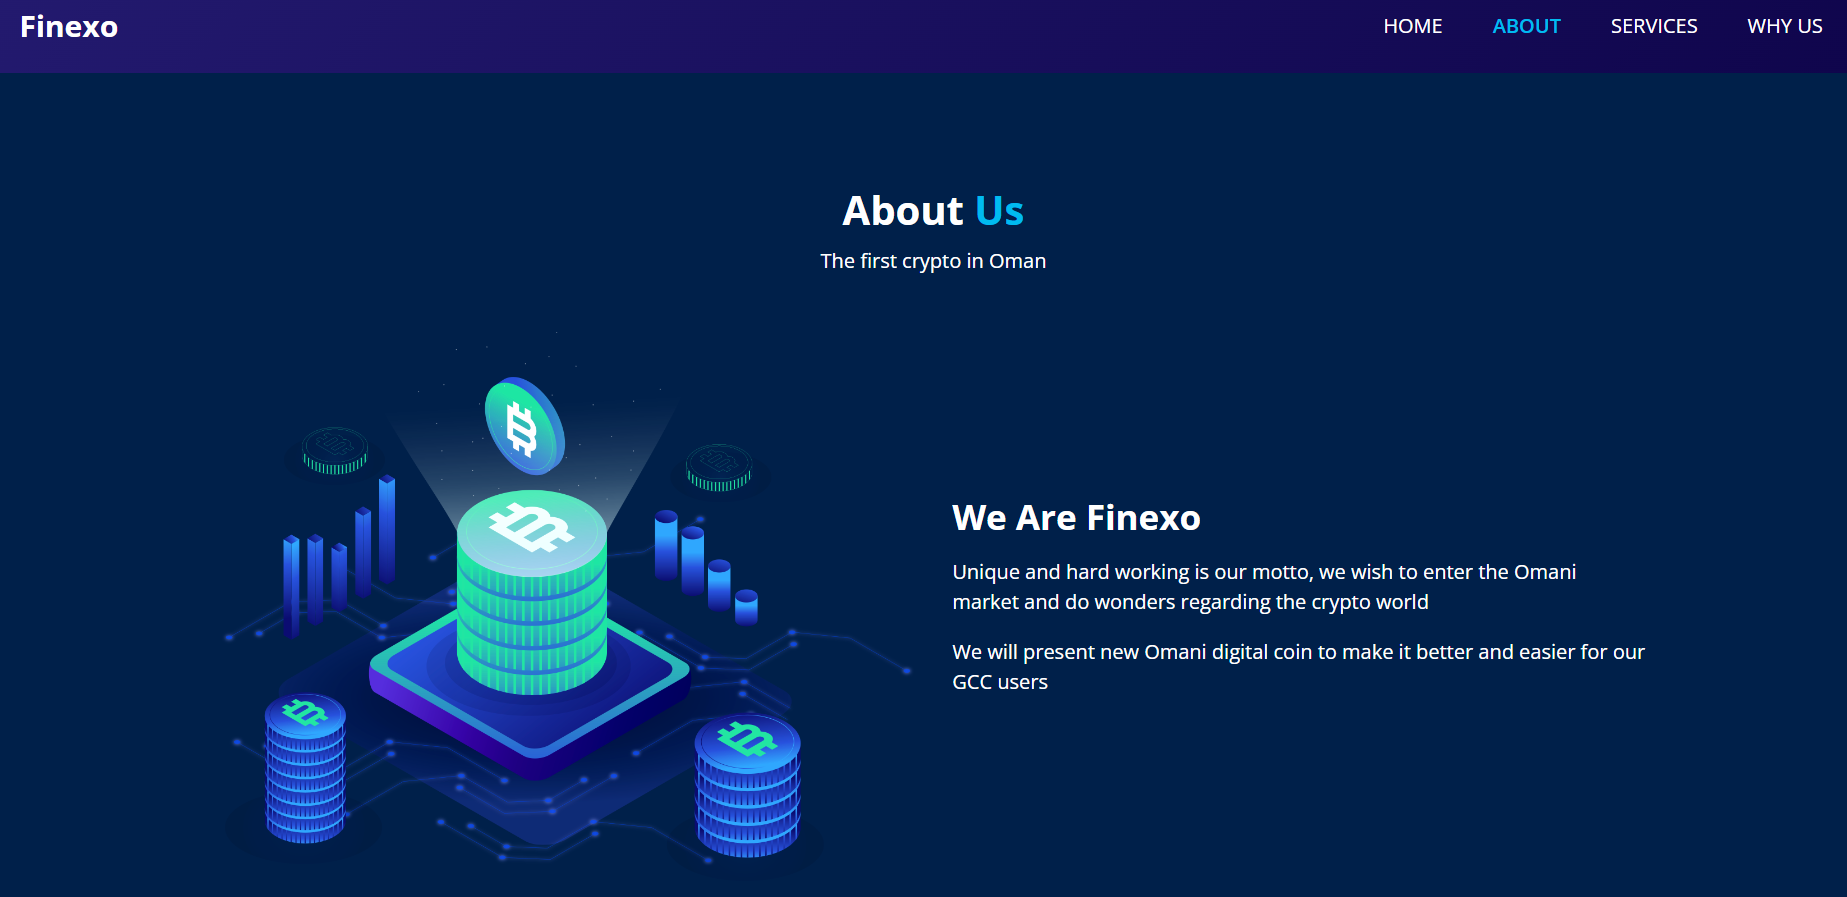 Finexo
HOME ABOUT SERVICES WHY US
About Us
The first crypto in Oman
We Are Finexo
Unique and hard working is our motto, we wish to enter the Omani
market and do wonders regarding the crypto world
We will present new Omani digital coin to make it better and easier for our
GCC users